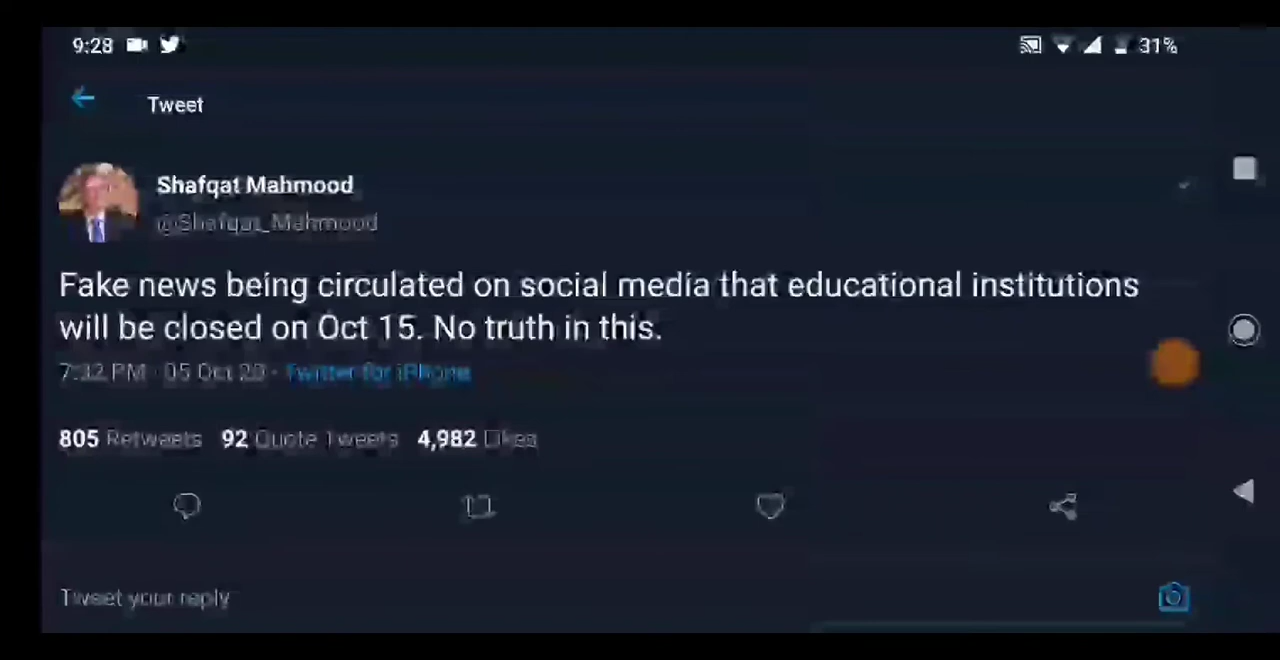 9:28 31%
Tweet
Shafqat Mahmood
@Shafqat_Mahmood
Fake news being circulated on social media that educational institutions
will be closed on Oct 15. No truth in this.
7:32 PM · 05 Oct 20 · Twitter for iPhone
805 Retweets 92 Quote Tweets 4,982 Likes
Tweet your reply